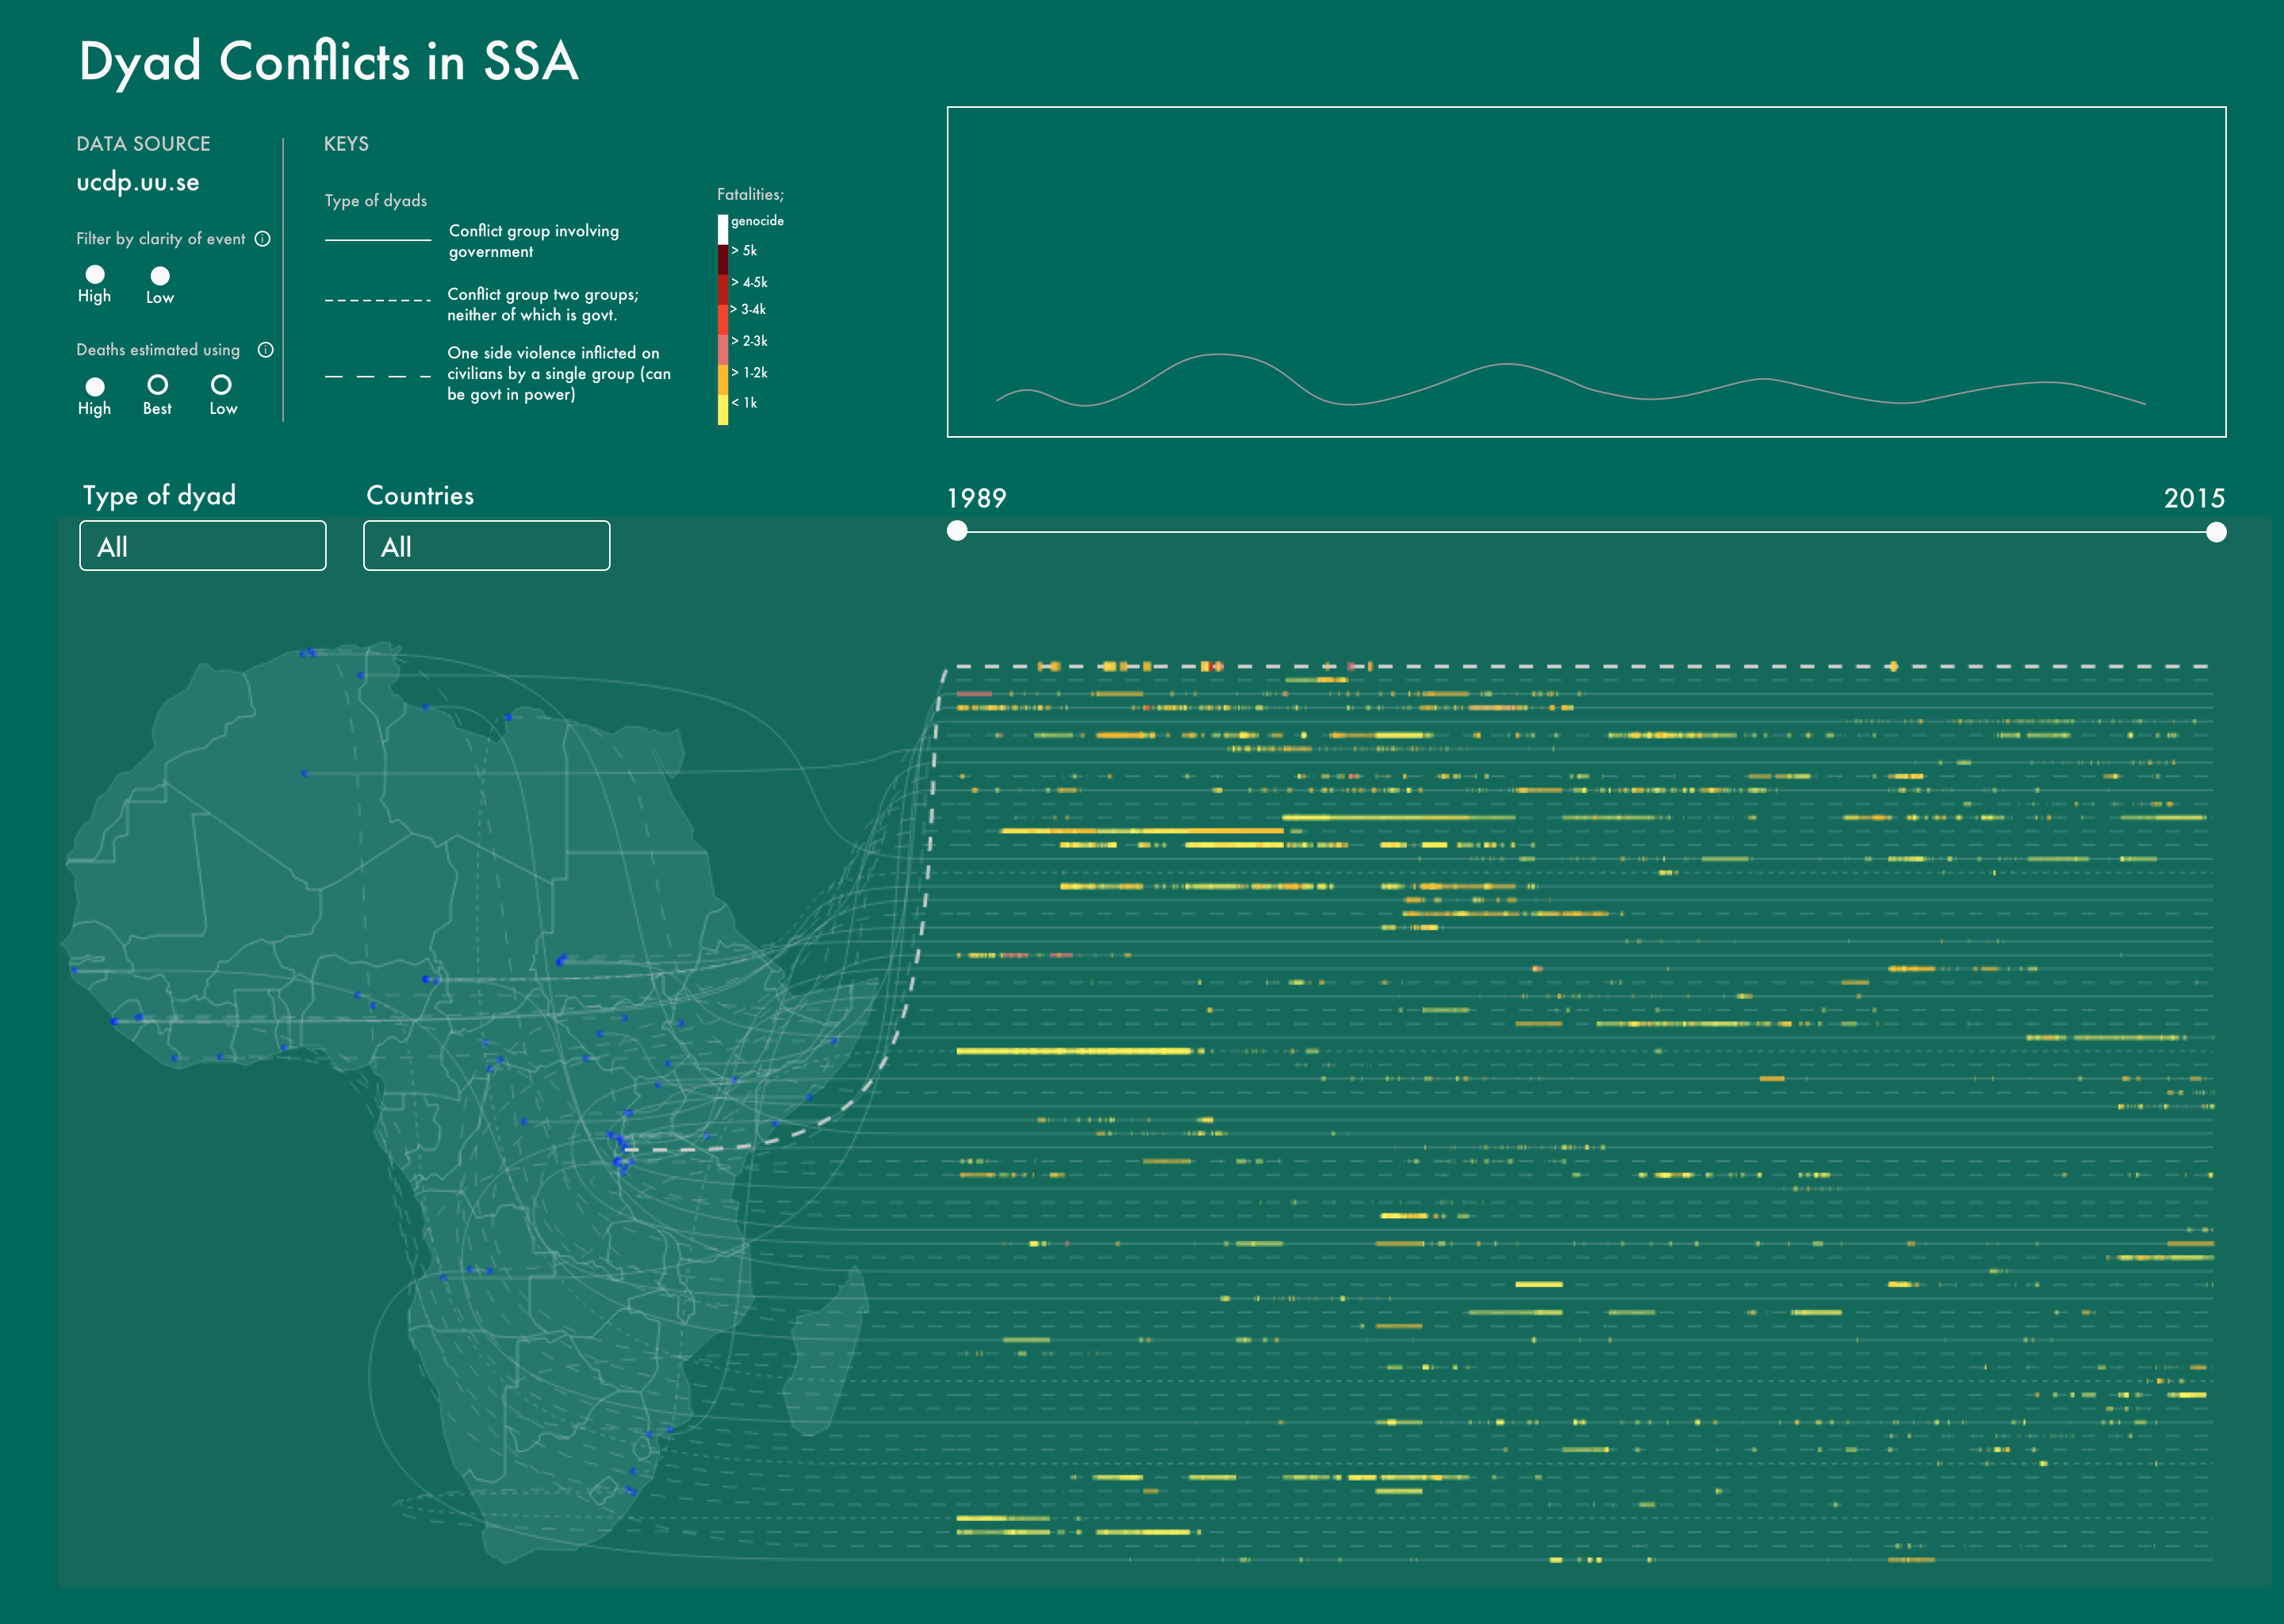 Dyad Conflicts in SSA
DATA SOURCE
ucdp.uu.se
Filter by clarity of event
High
Low
Deaths estimated using
High
Best
Low
KEYS
Type of dyads
Conflict group involving
government
Conflict group two groups;
neither of which is govt.
One side violence inflicted on
civilians by a single group (can
be govt in power)
Fatalities;
genocide
> 5k
> 4-5k
> 3-4k
> 2-3k
> 1-2k
< 1k
Type of dyad
All
Countries
All
1989
2015